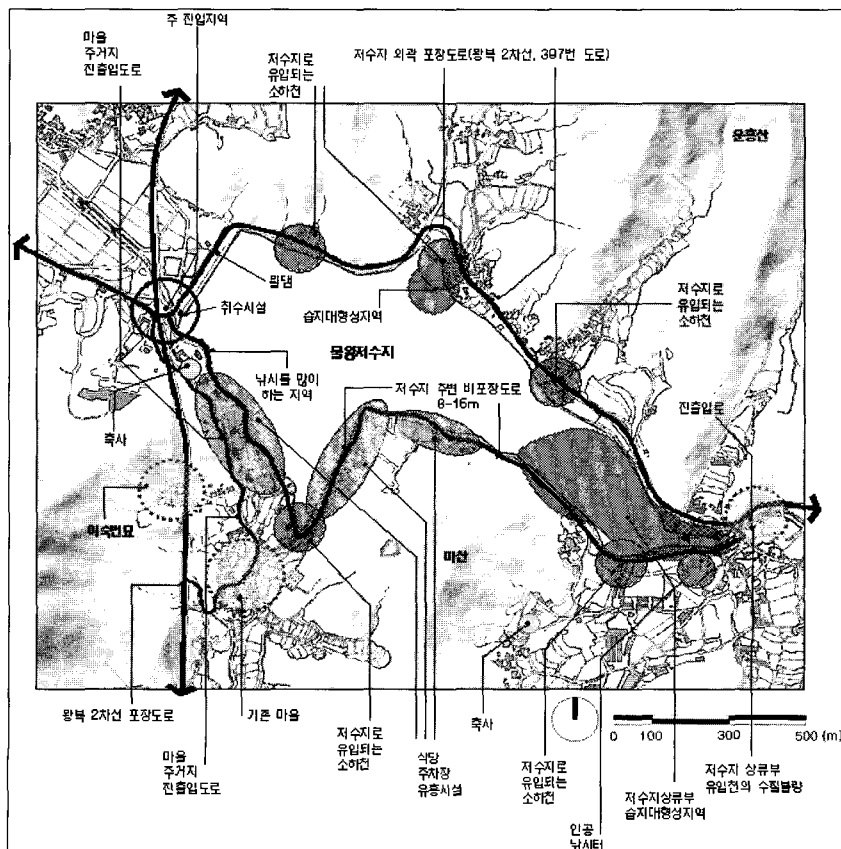 주 진입지역
마을
주거지
진출입도로
저수지로
유입되는
소하천
저수지 외곽 포장도로(왕복 2차선, 397번 도로)
운흥산
뚝댐
취수시설
습지대형성지역
저수지로
유입되는
소하천
물왕저수지
낚시를 많이
하는 지역
저수지 주변 비포장도로
8-16m
진출입로
축사
하숙번묘
미산
왕복 2차선 포장도로
기존 마을
마을
주거지
진출입도로
저수지로
유입되는
소하천
식당
주차장
유흥시설
축사
저수지로
유입되는
소하천
인공
낚시터
저수지상류부
습지대형성지역
저수지 상류부
유입천의 수질불량
0 100 300 500 (m)